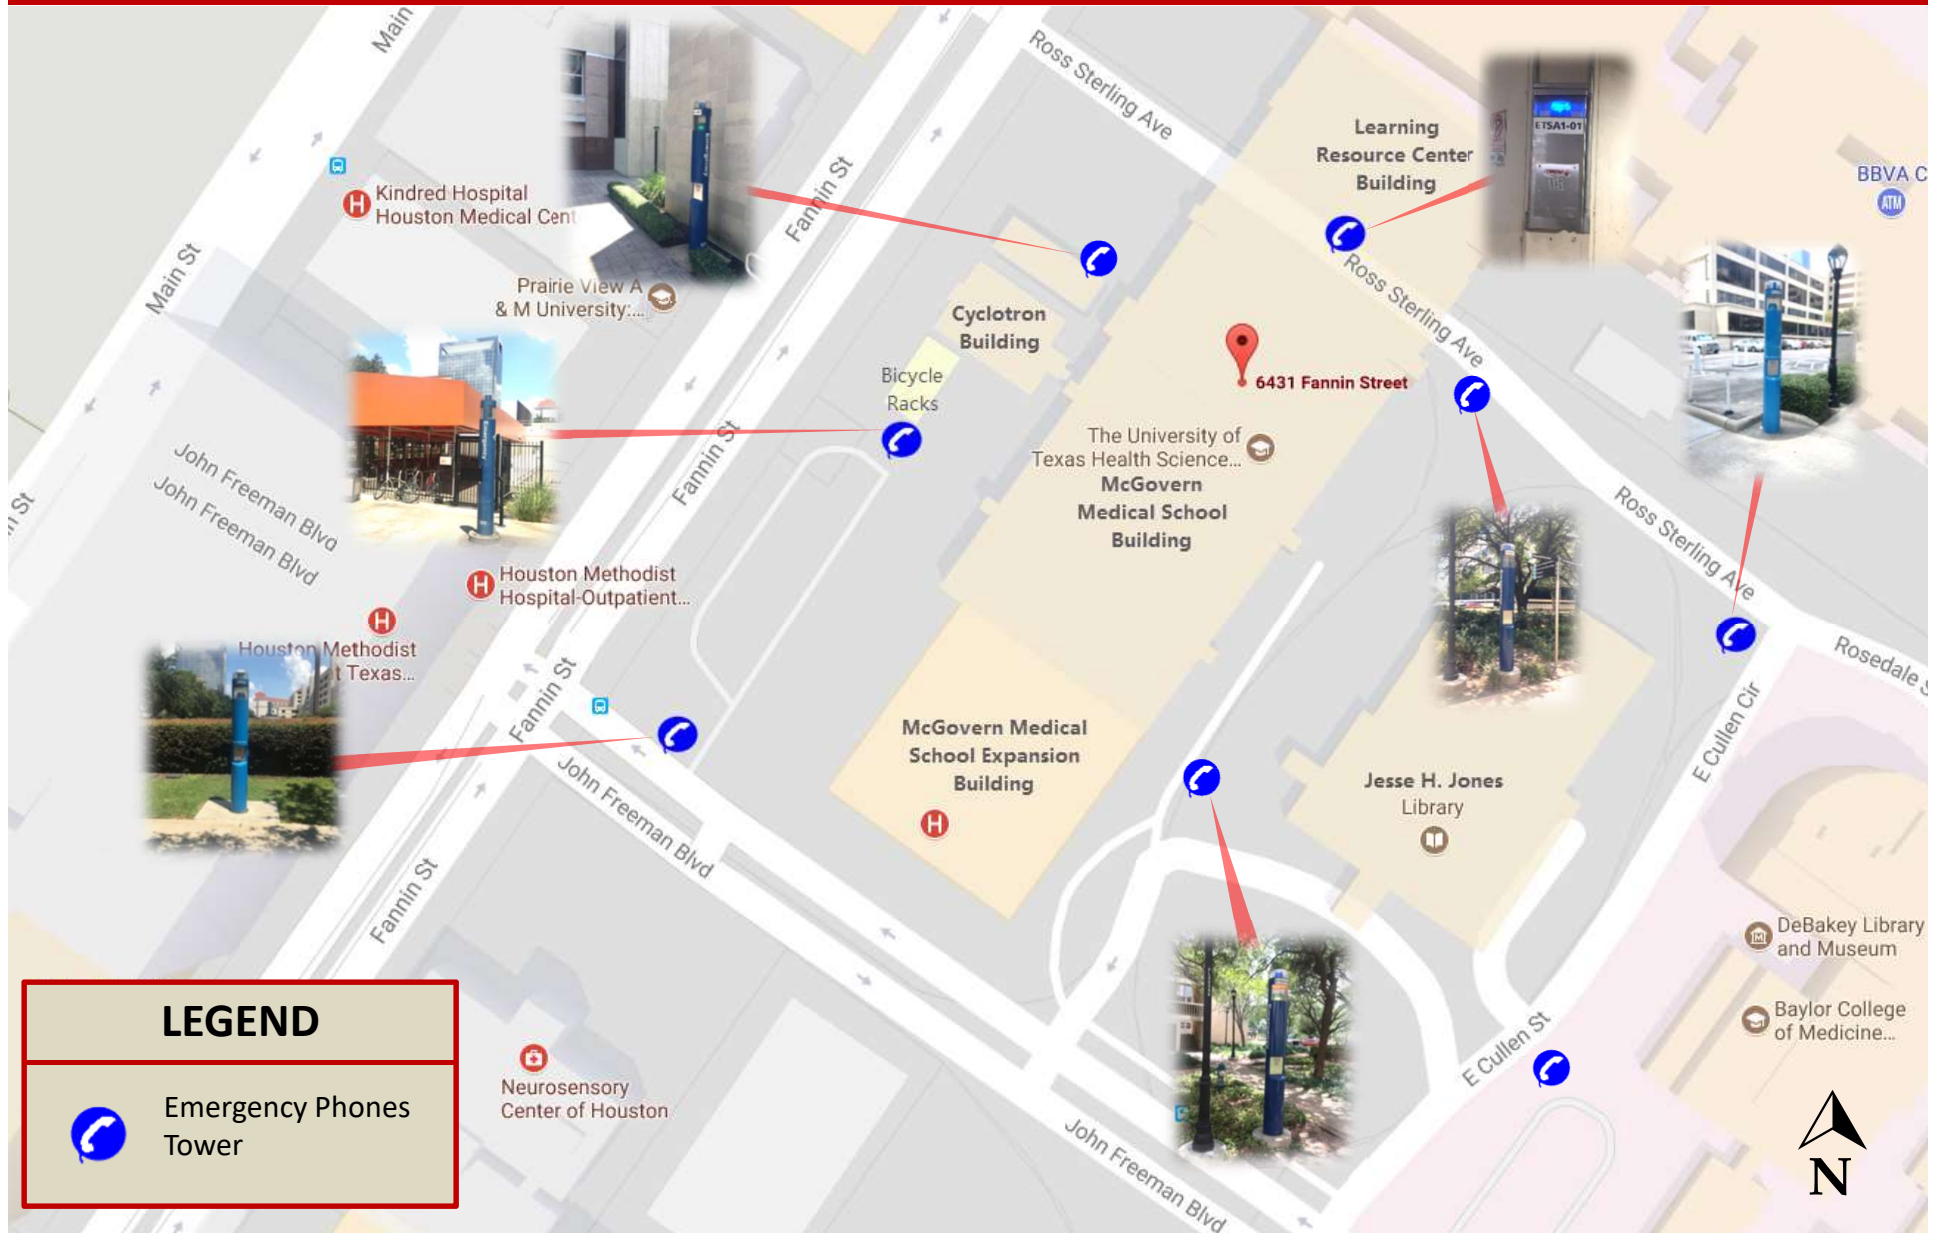 Main
Ross Sterling Ave
Learning
Resource Center
Building
ETSA1-01
BBVA C
ATM
Kindred Hospital
Houston Medical Cent
Fannin St
Main St
Prairie View A
& M University:...
Cyclotron
Building
Ross Sterling Ave
Bicycle
Racks
6431 Fannin Street
Fannin St
The University of
Texas Health Science...
McGovern
Medical School
Building
John Freeman Blvd
John Freeman Blvd
n St
Emergency
Ross Sterling Ave
Houston Methodist
Hospital-Outpatient...
Houston Methodist
t Texas...
Rosedale S
Fannin St
E Cullen Cir
McGovern Medical
School Expansion
Building
John Freeman Blvd
Jesse H. Jones
Library
Fannin St
DeBakey Library
and Museum
LEGEND
Baylor College
of Medicine...
E Cullen St
Neurosensory
Center of Houston
Emergency Phones
Tower
John Freeman Blvd
N